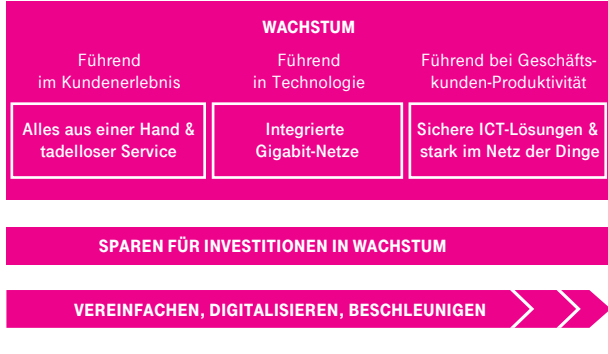 WACHSTUM
Führend
im Kundenerlebnis
Führend
in Technologie
Führend bei Geschäfts-
kunden-Produktivität
Alles aus einer Hand &
tadelloser Service
Integrierte
Gigabit-Netze
Sichere ICT-Lösungen &
stark im Netz der Dinge
SPAREN FÜR INVESTITIONEN IN WACHSTUM
VEREINFACHEN, DIGITALISIEREN, BESCHLEUNIGEN